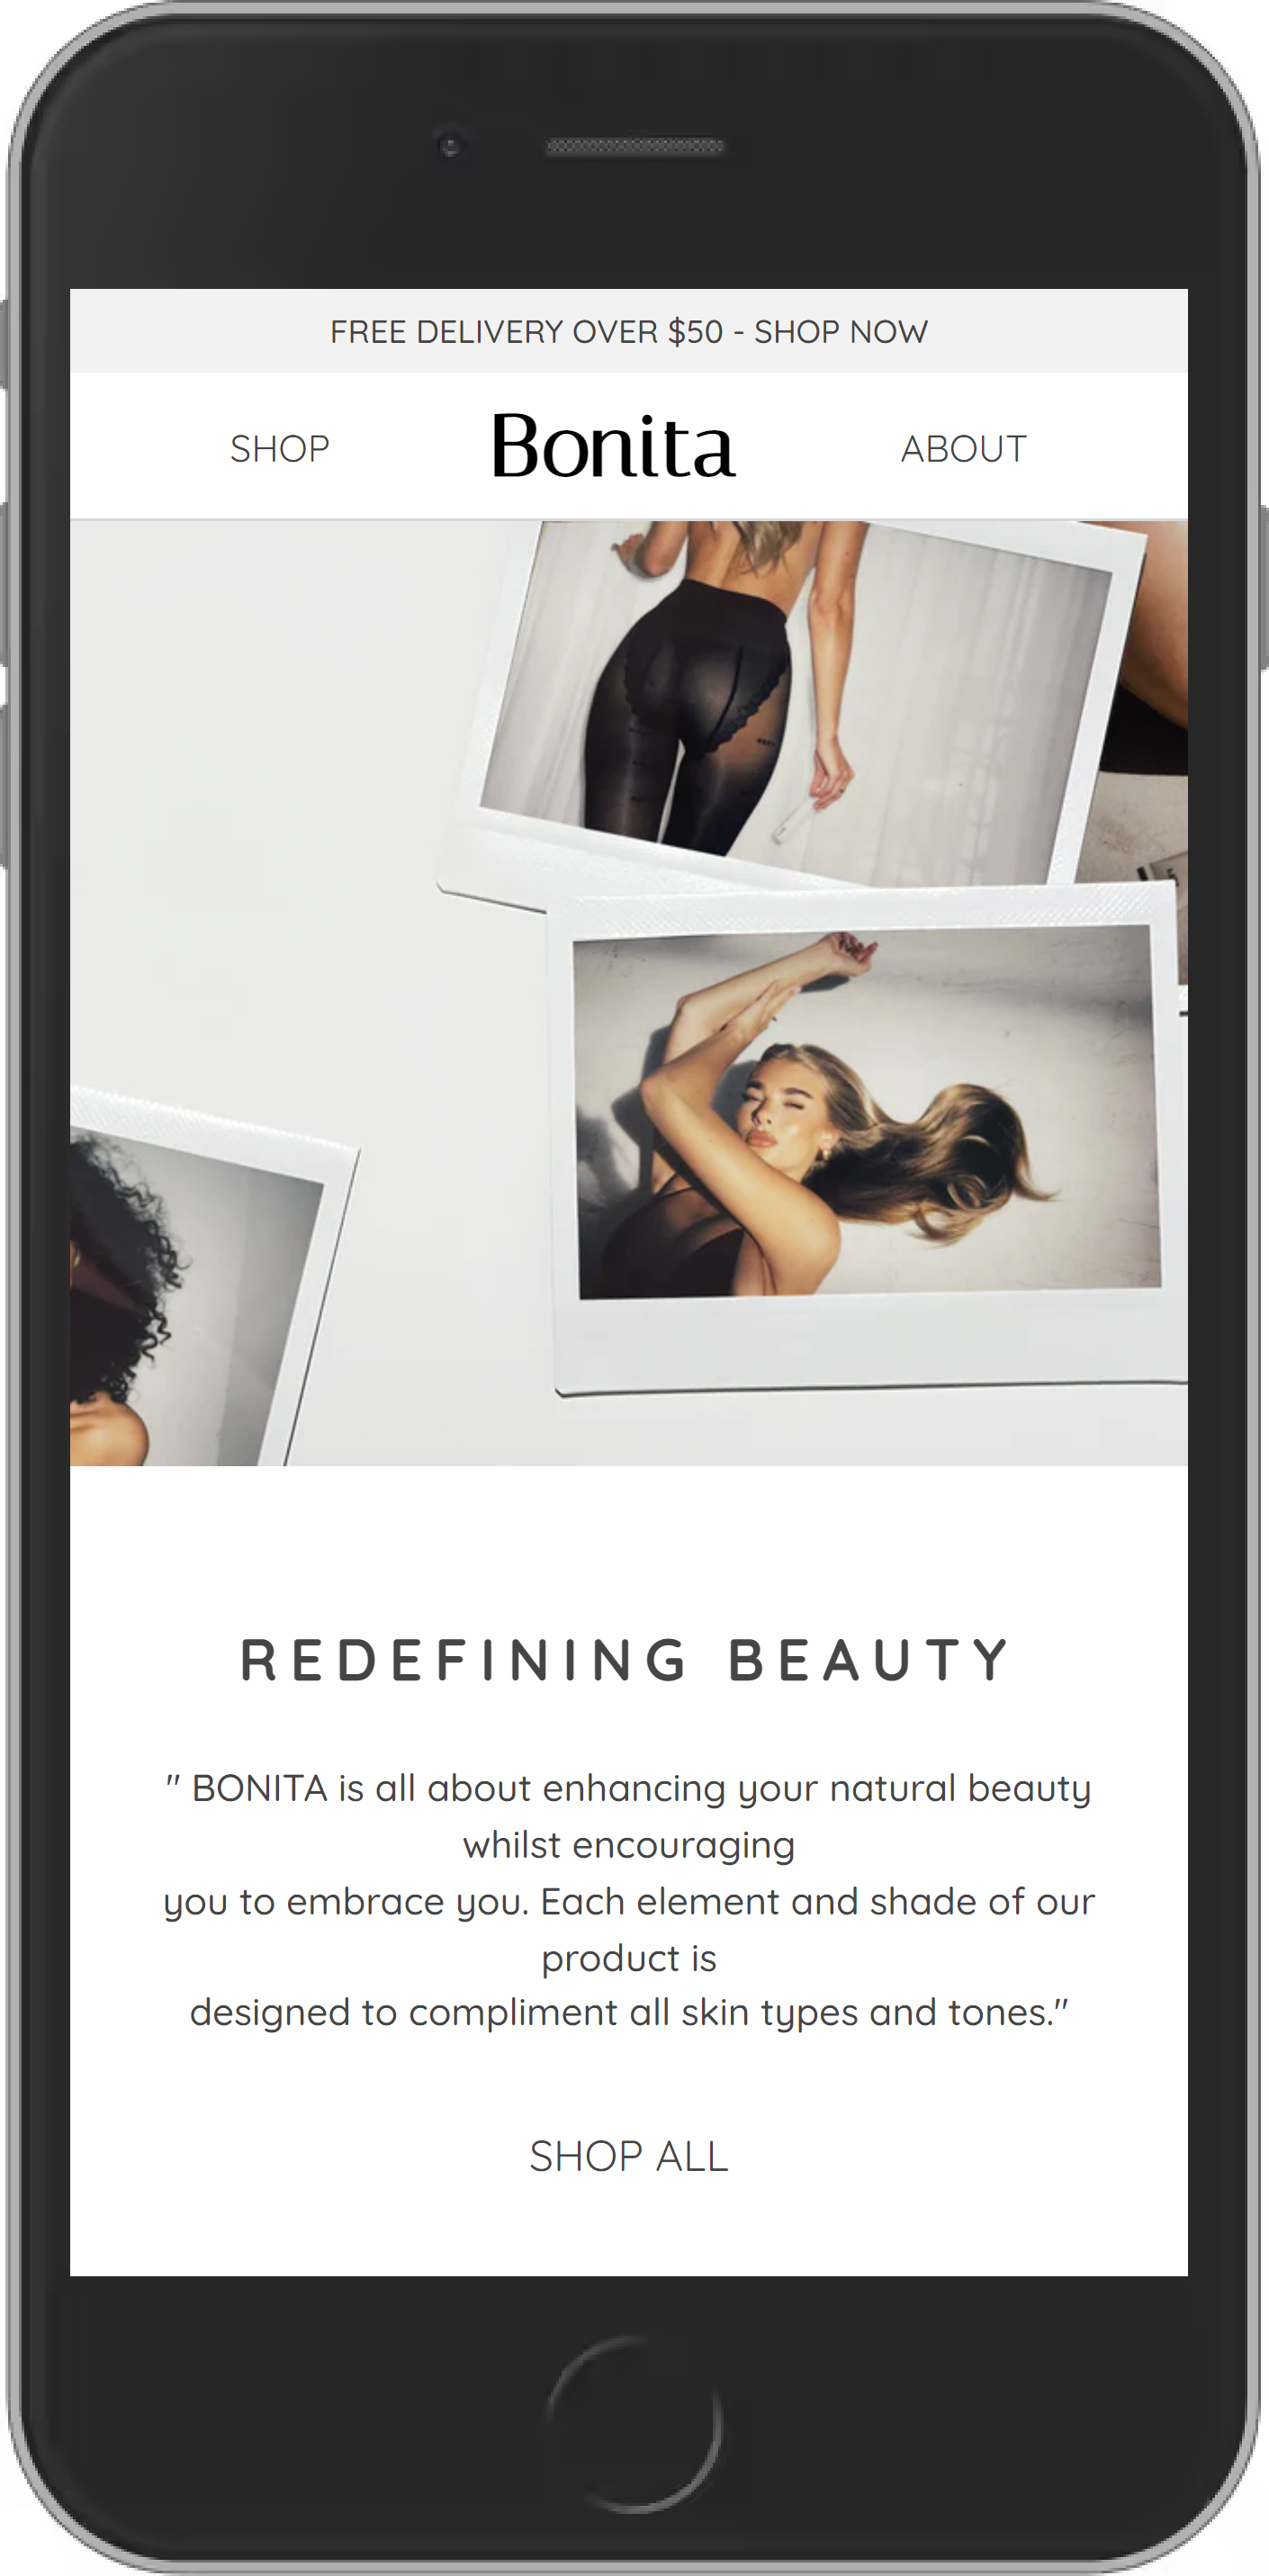 FREE DELIVERY OVER $50 - SHOP NOW
SHOP Bonita ABOUT
REDEFINING BEAUTY
" BONITA is all about enhancing your natural beauty
whilst encouraging
you to embrace you. Each element and shade of our
product is
designed to compliment all skin types and tones."
SHOP ALL